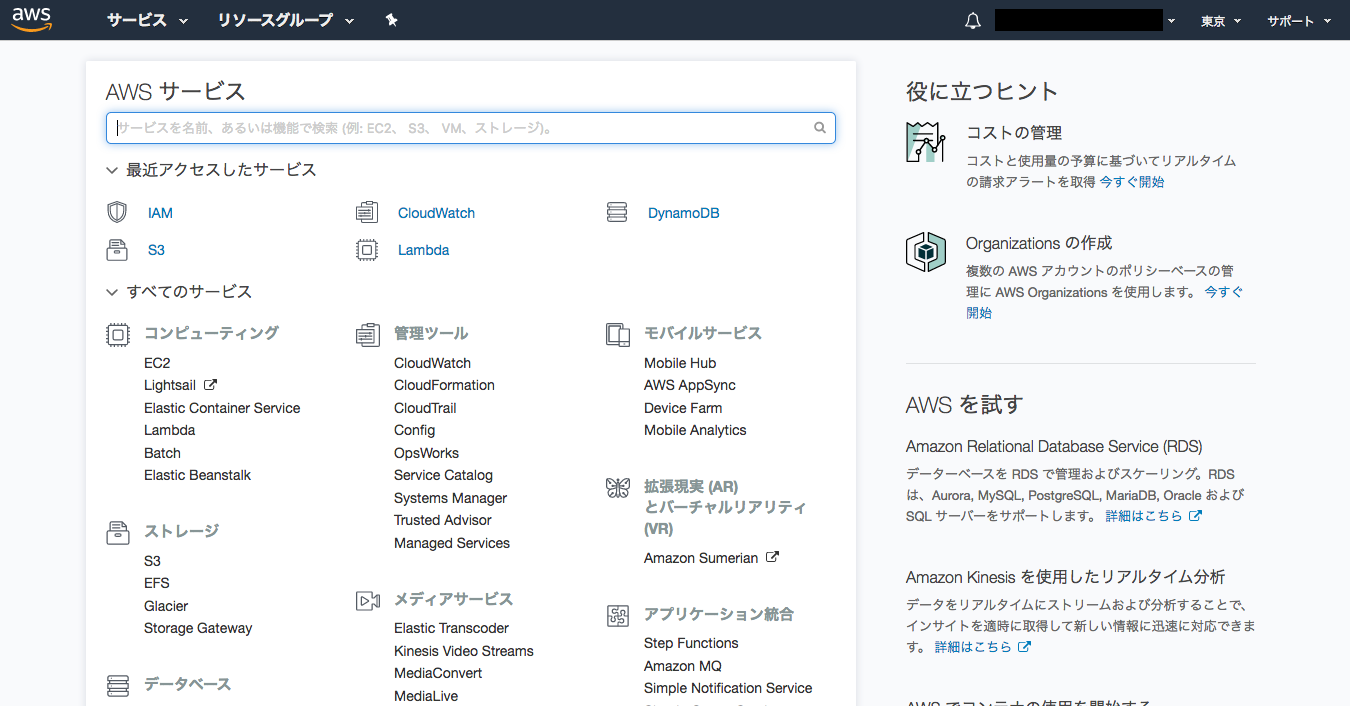 aws
サービス
リソースグループ
東京
サポート
AWS サービス
サービスを名前、あるいは機能で検索 (例: EC2、 S3、 VM、ストレージ)。
最近アクセスしたサービス
IAM
CloudWatch
DynamoDB
S3
Lambda
すべてのサービス
コンピューティング
EC2
Lightsail
Elastic Container Service
Lambda
Batch
Elastic Beanstalk
ストレージ
S3
EFS
Glacier
Storage Gateway
データベース
管理ツール
CloudWatch
CloudFormation
CloudTrail
Config
OpsWorks
Service Catalog
Systems Manager
Trusted Advisor
Managed Services
メディアサービス
Elastic Transcoder
Kinesis Video Streams
MediaConvert
MediaLive
モバイルサービス
Mobile Hub
AWS AppSync
Device Farm
Mobile Analytics
拡張現実 (AR)
とバーチャルリアリティ
(VR)
Amazon Sumerian
アプリケーション統合
Step Functions
Amazon MQ
Simple Notification Service
役に立つヒント
コストの管理
コストと使用量の予算に基づいてリアルタイム
の請求アラートを取得 今すぐ開始
Organizations の作成
複数の AWS アカウントのポリシーベースの管
理に AWS Organizations を使用します。 今すぐ
開始
AWS を試す
Amazon Relational Database Service (RDS)
データーベースを RDS で管理およびスケーリング。RDS
は、Aurora, MySQL, PostgreSQL, MariaDB, Oracle および
SQL サーバーをサポートします。 詳細はこちら
Amazon Kinesis を使用したリアルタイム分析
データをリアルタイムにストリームおよび分析することで、
インサイトを適時に取得して新しい情報に迅速に対応できま
す。 詳細はこちら
AWS でコンテナの使用を開始する